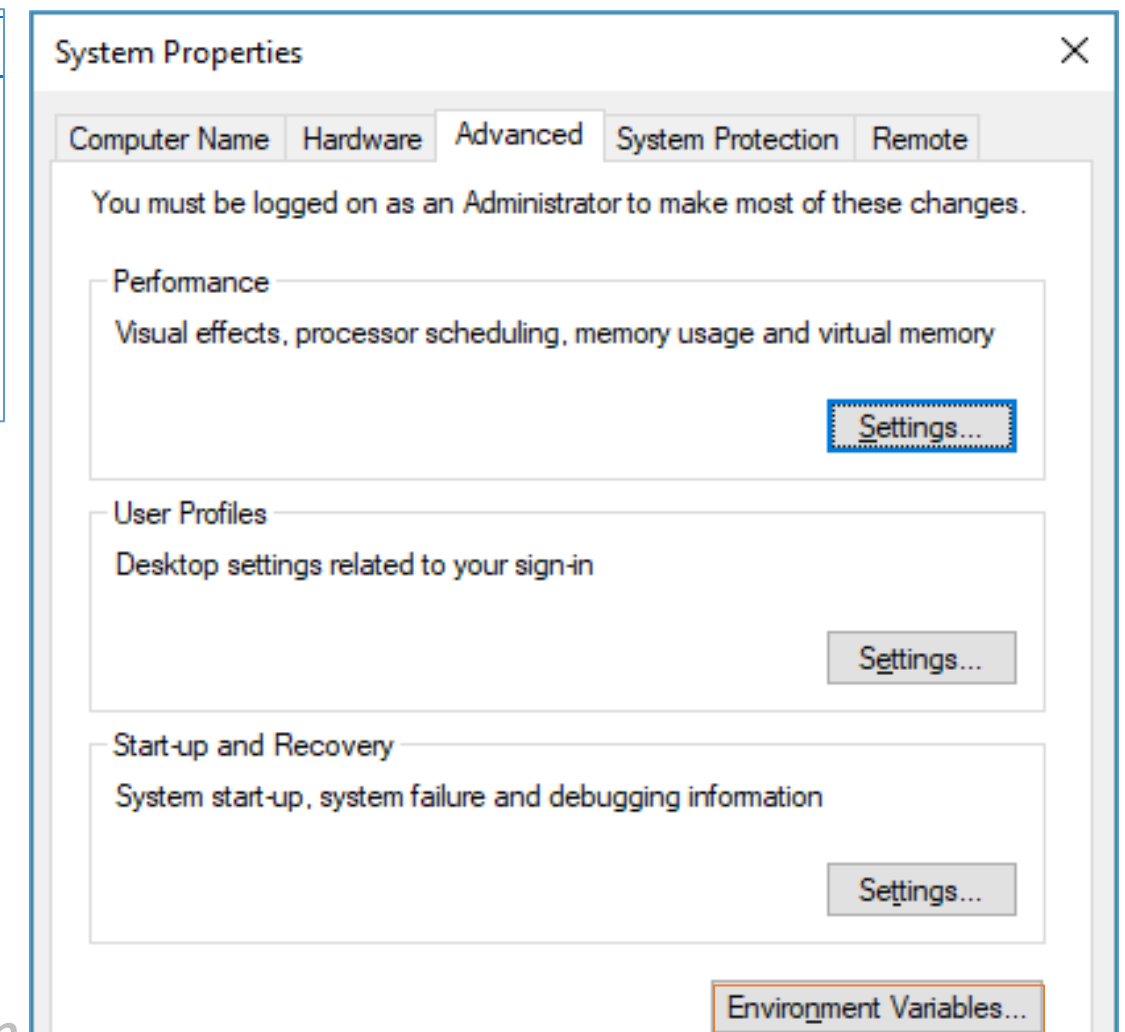 System Properties
Computer Name Hardware Advanced System Protection Remote
You must be logged on as an Administrator to make most of these changes.
Performance
Visual effects, processor scheduling, memory usage and virtual memory
Settings...
User Profiles
Desktop settings related to your sign-in
Settings...
Start-up and Recovery
System start-up, system failure and debugging information
Settings...
Environment Variables...